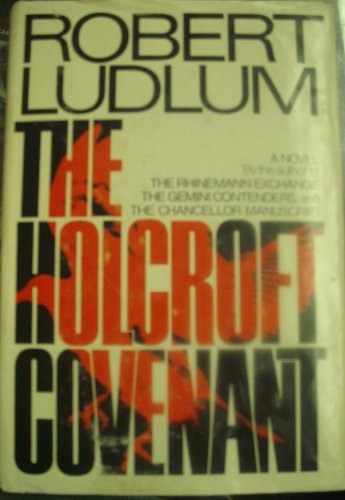 ROBERT
LUDLUM
THE
HOLCROFT
COVENANT
A NOVEL
By the author of
THE RHINEMANN EXCHANGE
THE GEMINI CONTENDERS, and
THE CHANCELLOR MANUSCRIPT